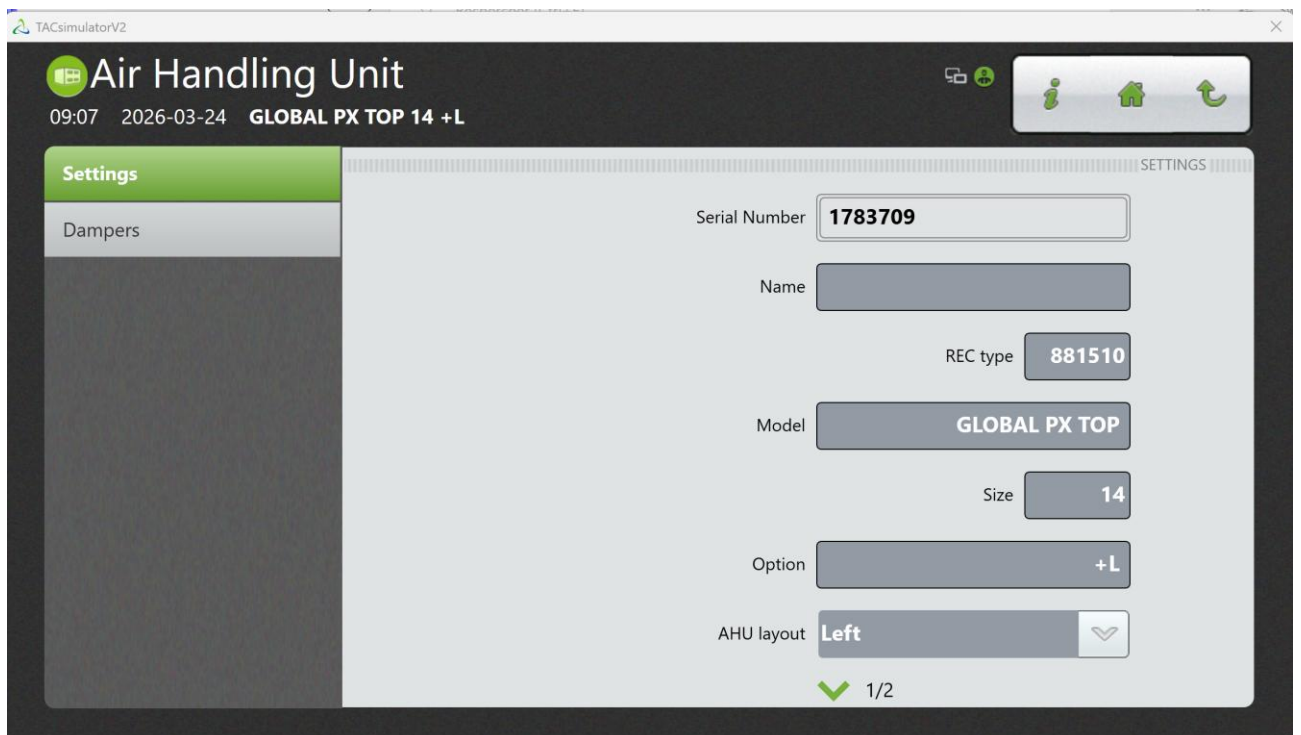 TACsimulatorV2
Air Handling Unit
09:07 2026-03-24 GLOBAL PX TOP 14 +L
Settings
Dampers
SETTINGS
Serial Number 1783709
Name
REC type 881510
Model GLOBAL PX TOP
Size 14
Option +L
AHU layout Left
1/2